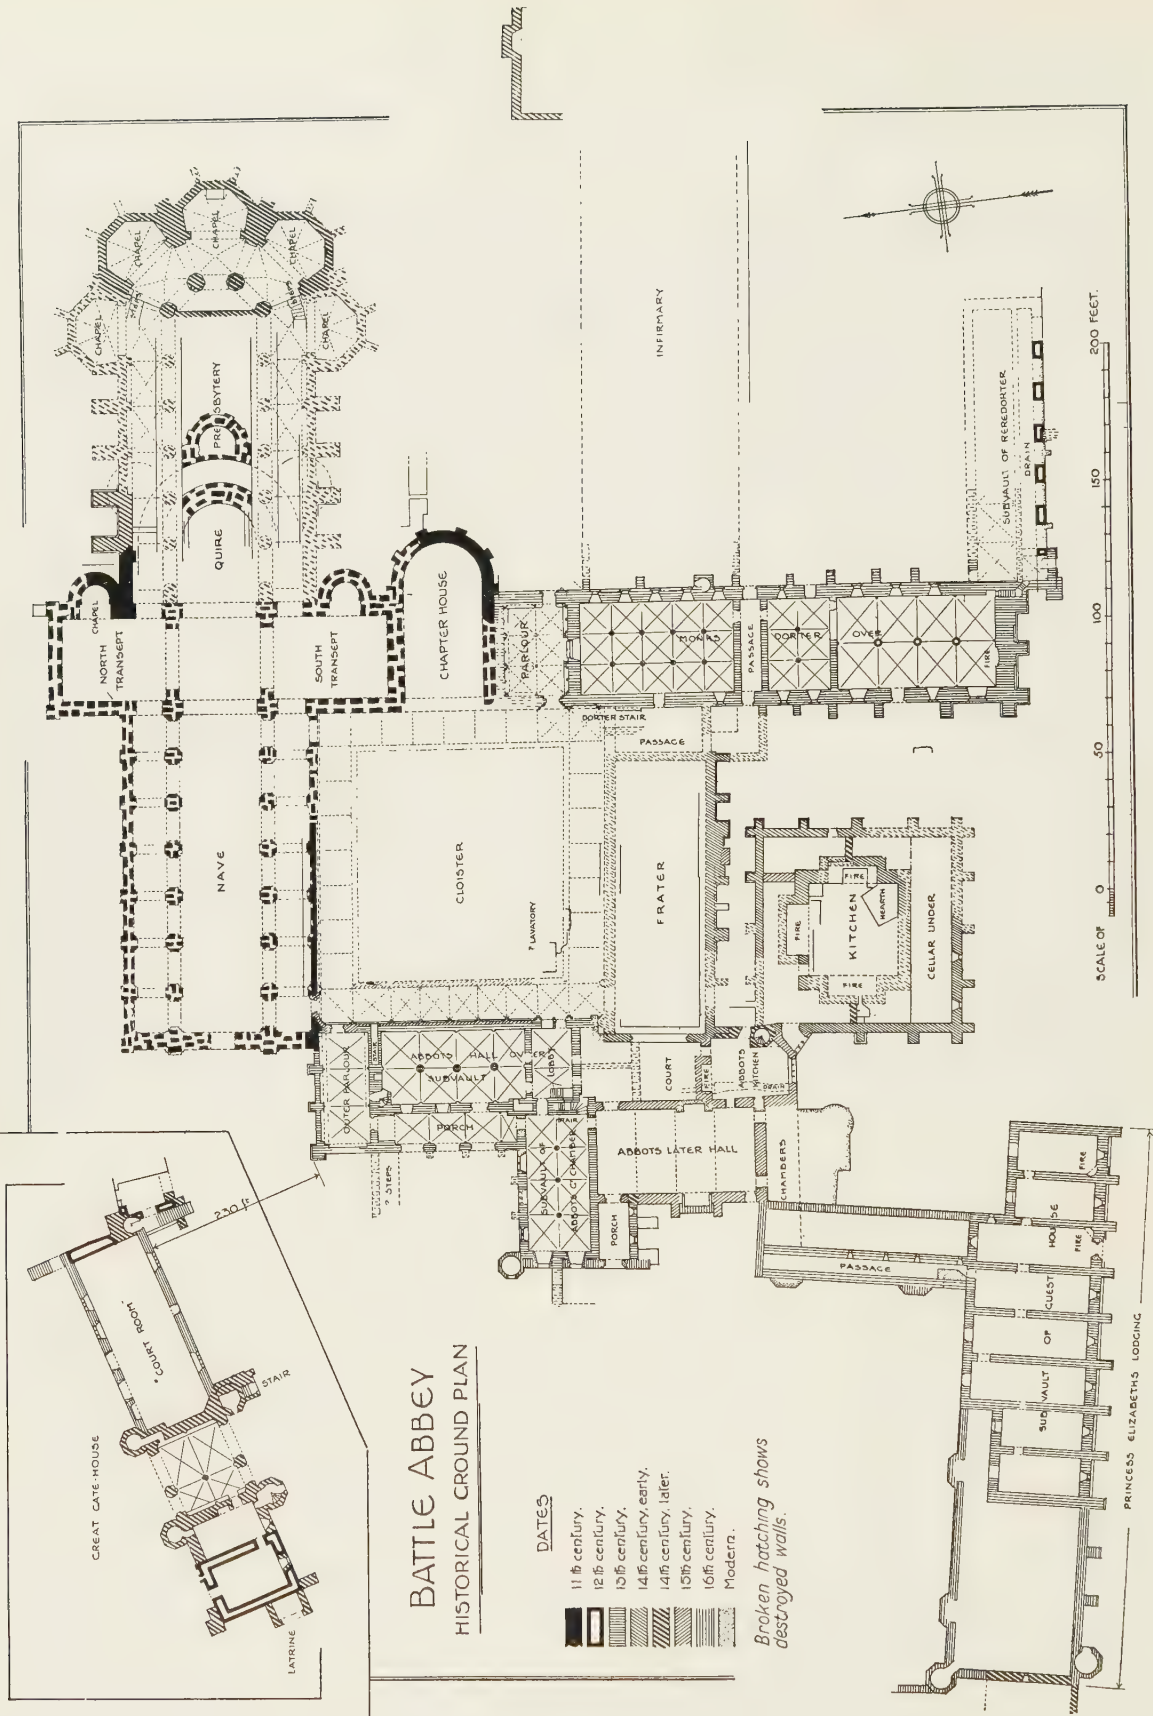 CHAPEL
CHAPEL
CHAPEL
CHAPEL
CHAPEL
STEPS
PRESBYTERY
QUIRE
CHAPEL
NORTH
TRANSEPT
SOUTH
TRANSEPT
CHAPTER HOUSE
PARLOUR
INFIRMARY
MONKS
PASSAGE
DORTER
OVER
FIRE
SUBVAULT OF REREDORTER
DRAIN
DORTER STAIR
PASSAGE
NAVE
CLOISTER
? LAVATORY
FRATER
FIRE
FIRE
KITCHEN
HEARTH
FIRE
CELLAR UNDER
SCALE OF 0 50 100 150 200 FEET.
OUTER PARLOUR
STAIR
ABBOTS HALL OVER
SUBVAULT
LOBBY
PORCH
? STEPS
COURT
FIRE
ABBOTS
KITCHEN
DRAIN
STAIR
SUBVAULT OF
ABBOTS GT CHAMBER
ABBOTS LATER HALL
PORCH
CHAMBERS
PASSAGE
SUBVAULT OF GUEST HOUSE
FIRE
FIRE
PRINCESS ELIZABETHS LODGING
GREAT GATE-HOUSE
"COURT ROOM"
230 ft
STAIR
LATRINE
BATTLE ABBEY
HISTORICAL GROUND PLAN
DATES
11th century.
12th century.
13th century.
14th century, early.
14th century, later.
15th century.
16th century.
Modern.
Broken hatching shows
destroyed walls.